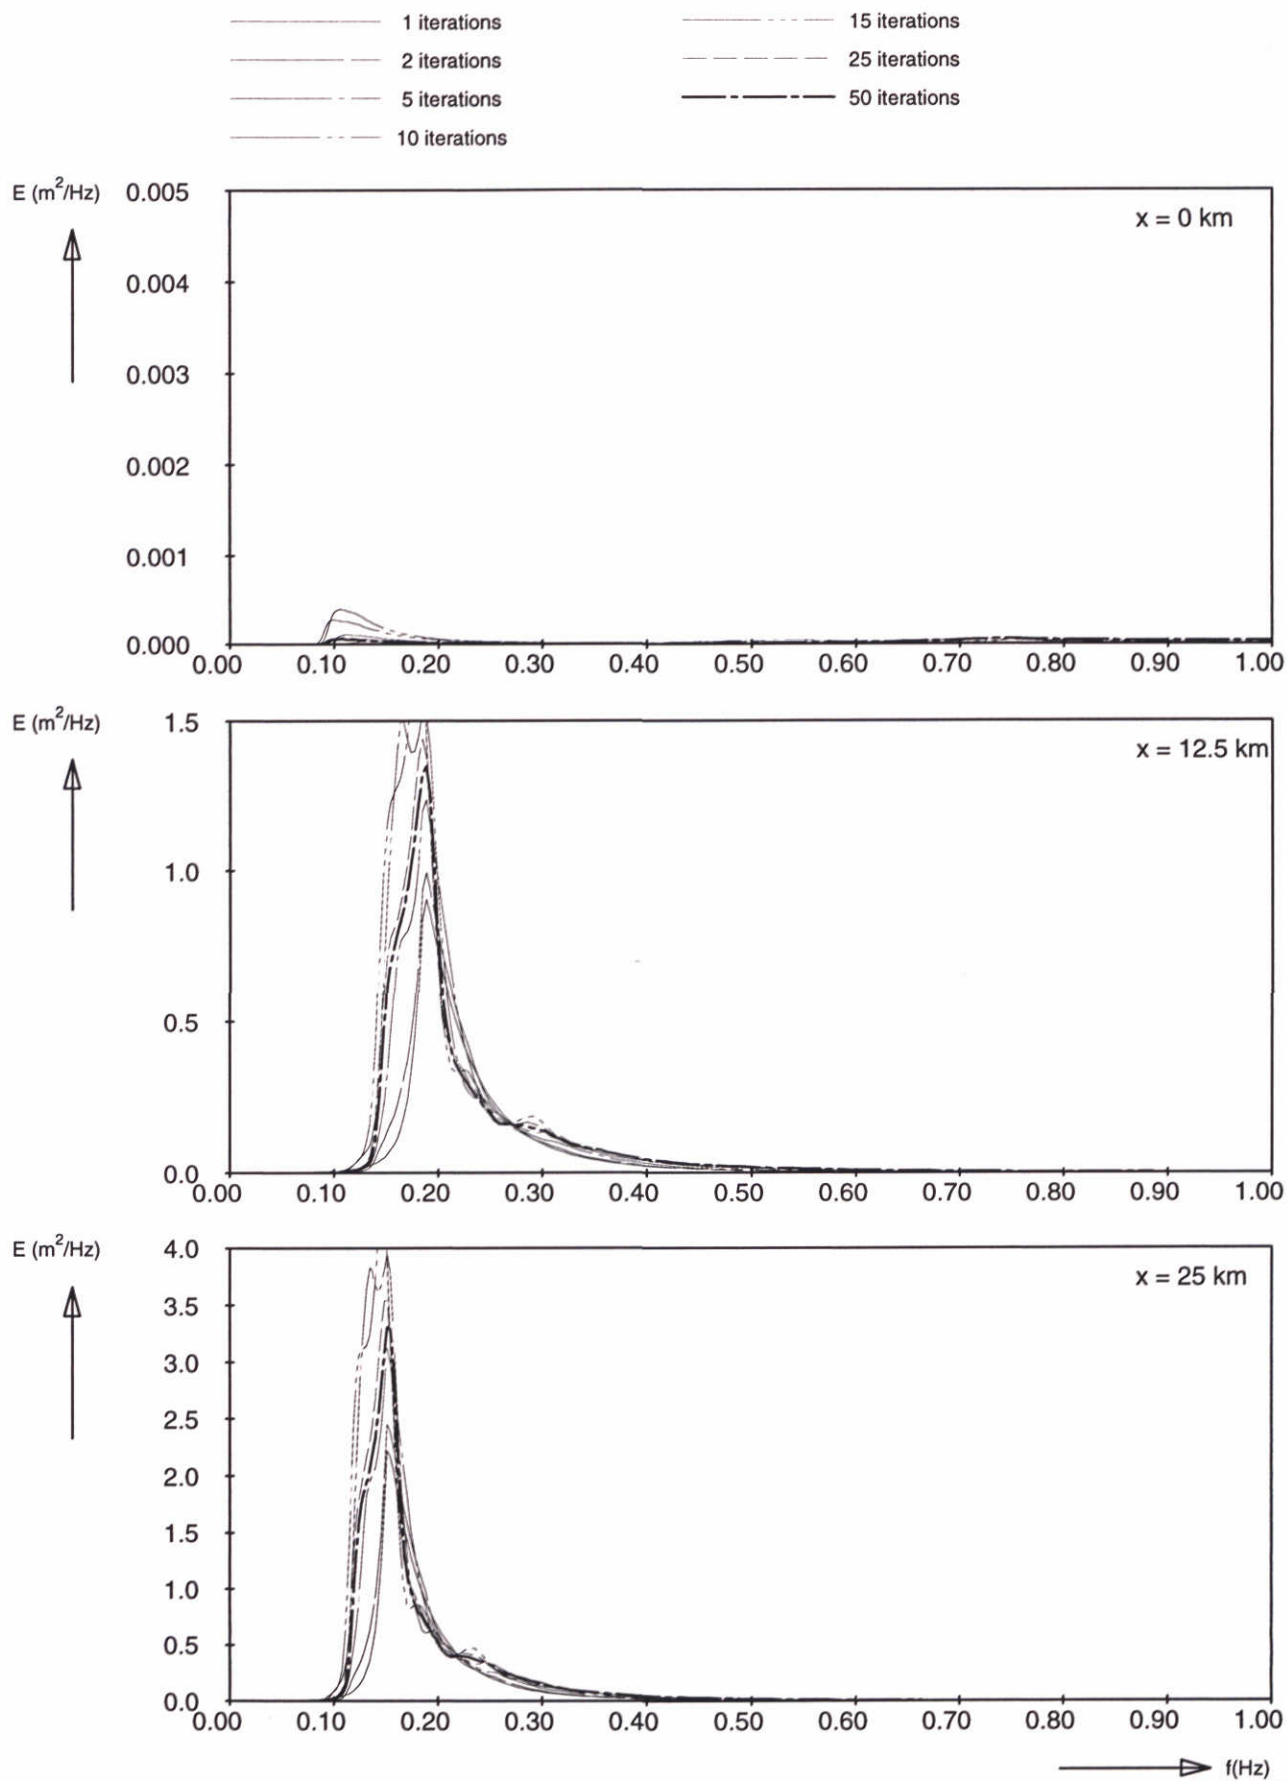 1 iterations 15 iterations
2 iterations 25 iterations
5 iterations 50 iterations
10 iterations
E (m²/Hz) 0.005
x = 0 km
0.004
0.003
0.002
0.001
0.000
0.00 0.10 0.20 0.30 0.40 0.50 0.60 0.70 0.80 0.90 1.00
E (m²/Hz) 1.5
x = 12.5 km
1.0
0.5
0.0
0.00 0.10 0.20 0.30 0.40 0.50 0.60 0.70 0.80 0.90 1.00
E (m²/Hz) 4.0
x = 25 km
3.5
3.0
2.5
2.0
1.5
1.0
0.5
0.0
0.00 0.10 0.20 0.30 0.40 0.50 0.60 0.70 0.80 0.90 1.00
f(Hz)